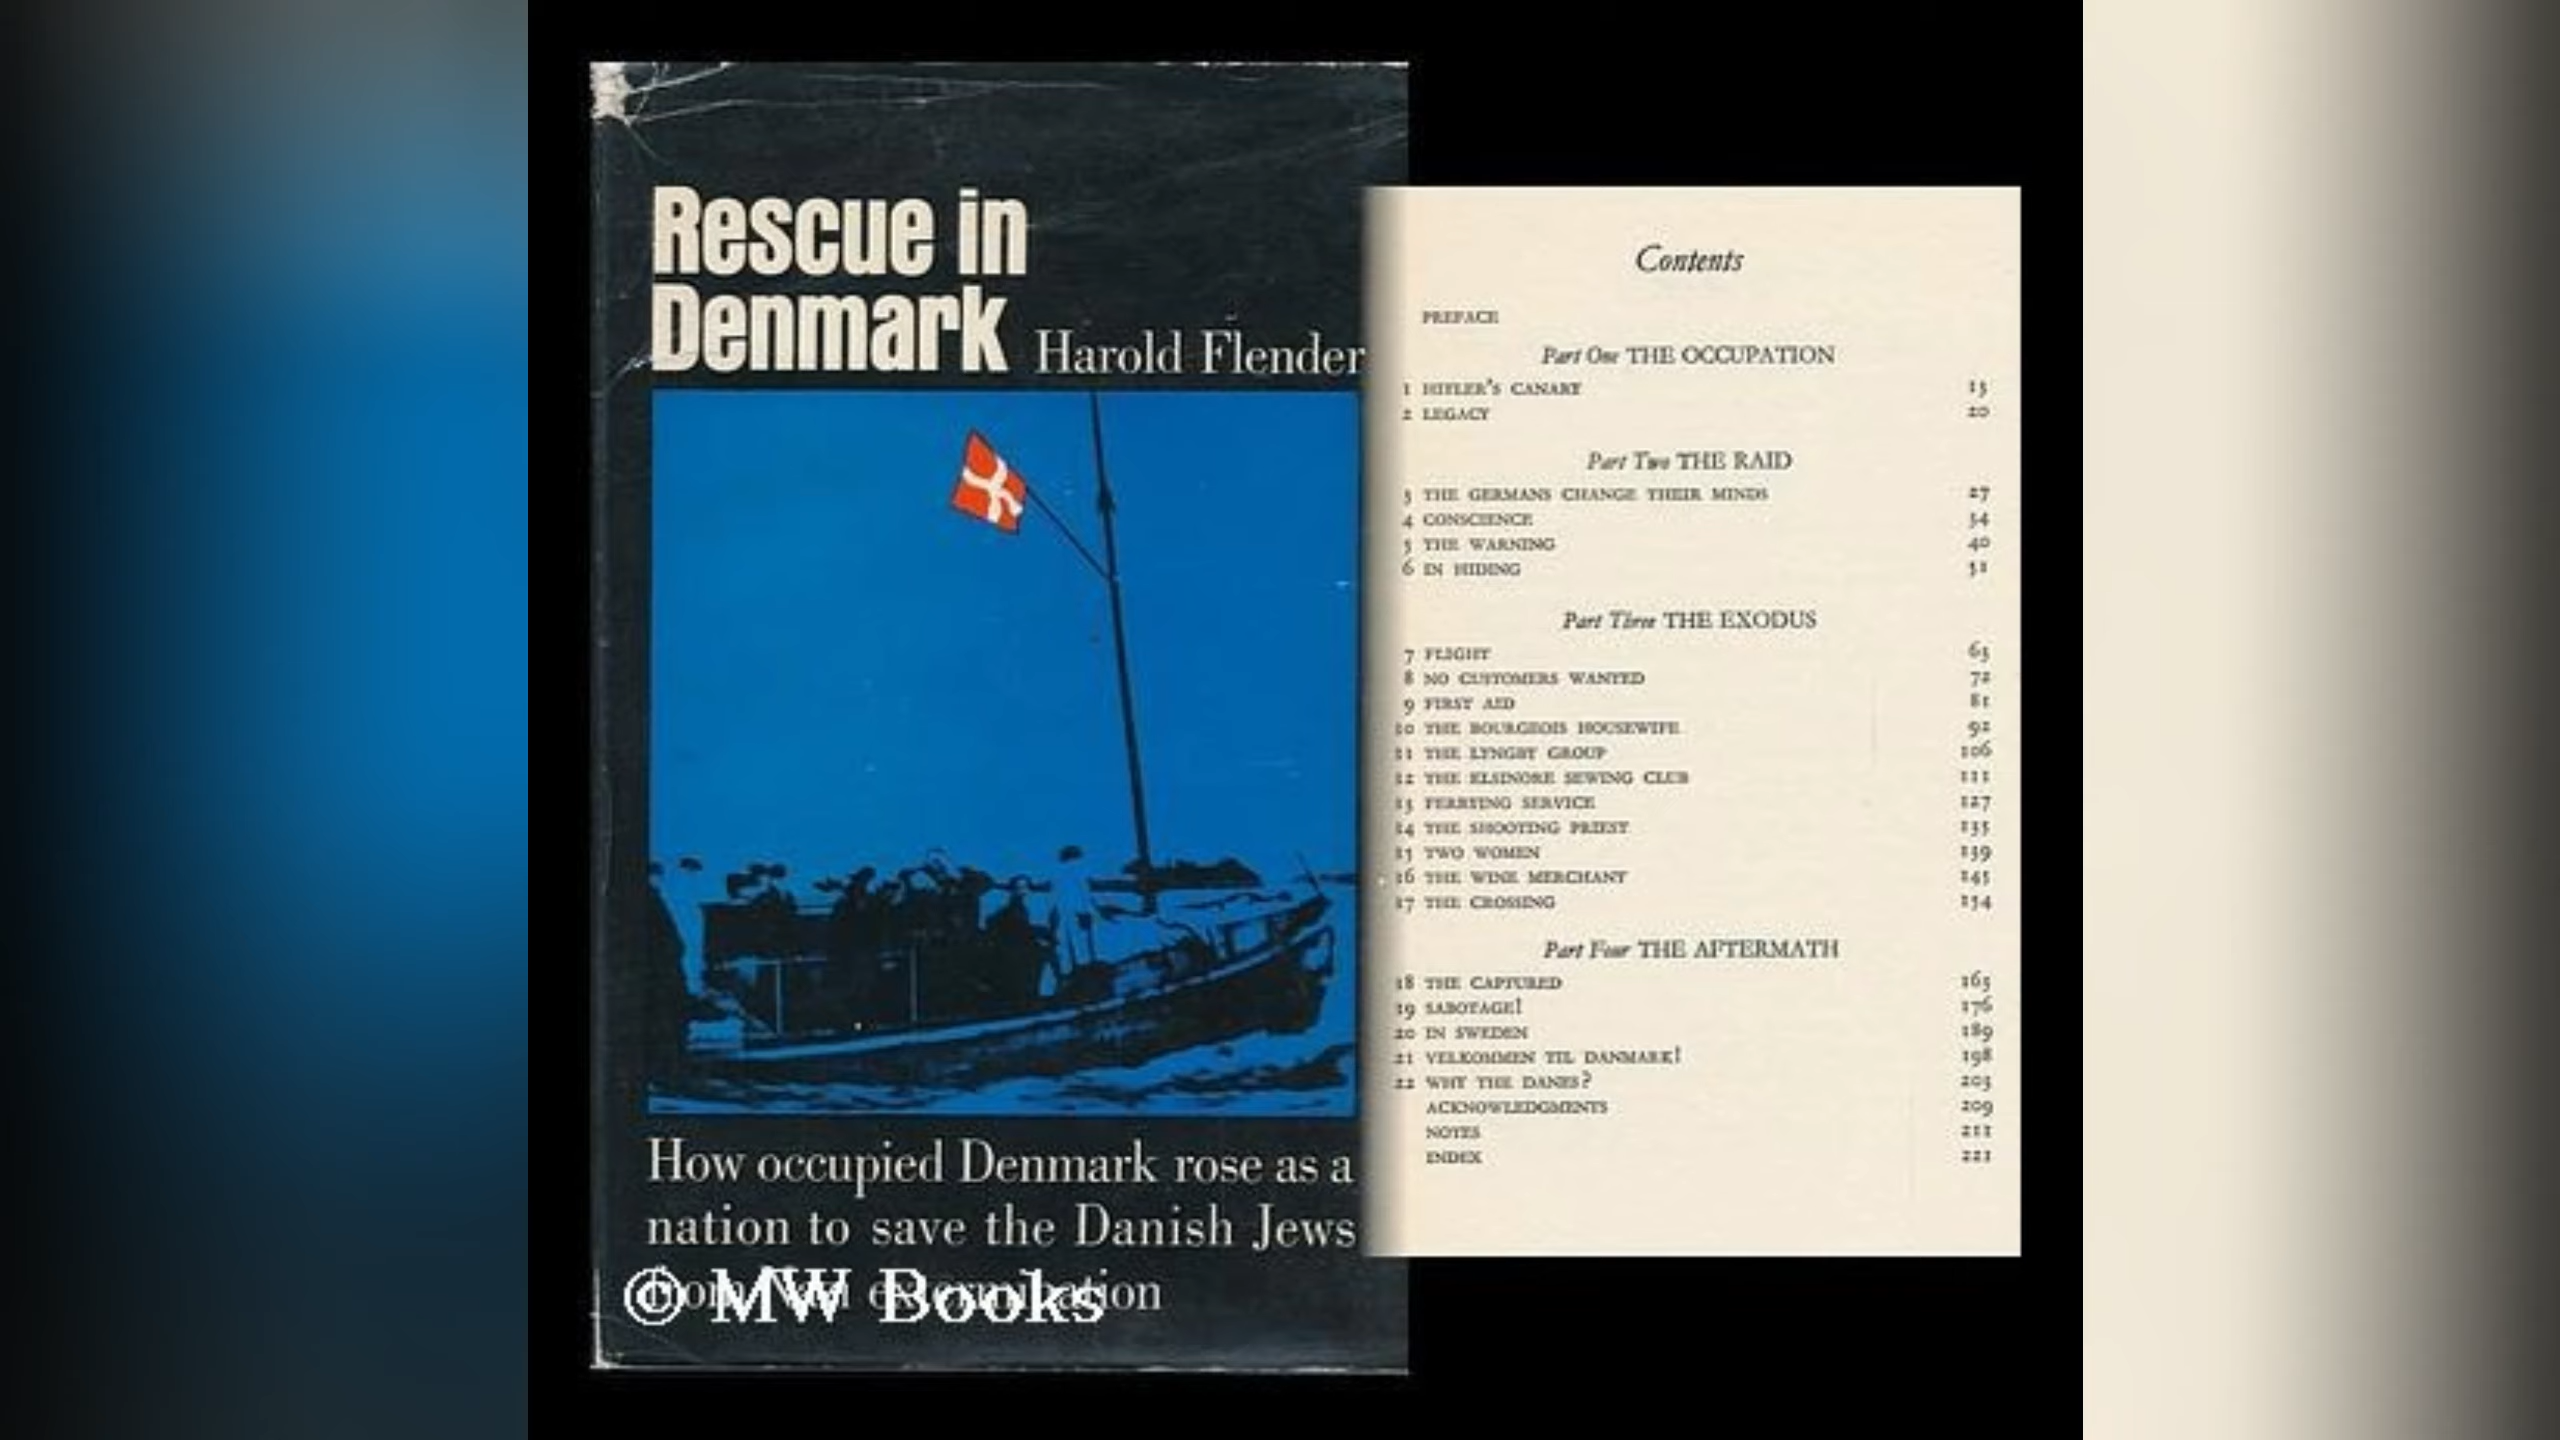 Rescue in
Denmark Harold Flender
How occupied Denmark rose as a
nation to save the Danish Jews
from Nazi extermination
© MW Books
Contents
PREFACE
Part One THE OCCUPATION
1 HITLER'S CANARY 13
2 LEGACY 20
Part Two THE RAID
3 THE GERMANS CHANGE THEIR MINDS 27
4 CONSCIENCE 34
5 THE WARNING 40
6 IN HIDING 51
Part Three THE EXODUS
7 FLIGHT 63
8 NO CUSTOMERS WANTED 72
9 FIRST AID 81
10 THE BOURGEOIS HOUSEWIFE 92
11 THE LYNGBY GROUP 106
12 THE ELSINORE SEWING CLUB 111
13 FERRYING SERVICE 127
14 THE SHOOTING PRIEST 135
15 TWO WOMEN 139
16 THE WINE MERCHANT 145
17 THE CROSSING 154
Part Four THE AFTERMATH
18 THE CAPTURED 165
19 SABOTAGE! 176
20 IN SWEDEN 189
21 VELKOMMEN TIL DANMARK! 198
22 WHY THE DANES? 203
ACKNOWLEDGMENTS 209
NOTES 211
INDEX 221